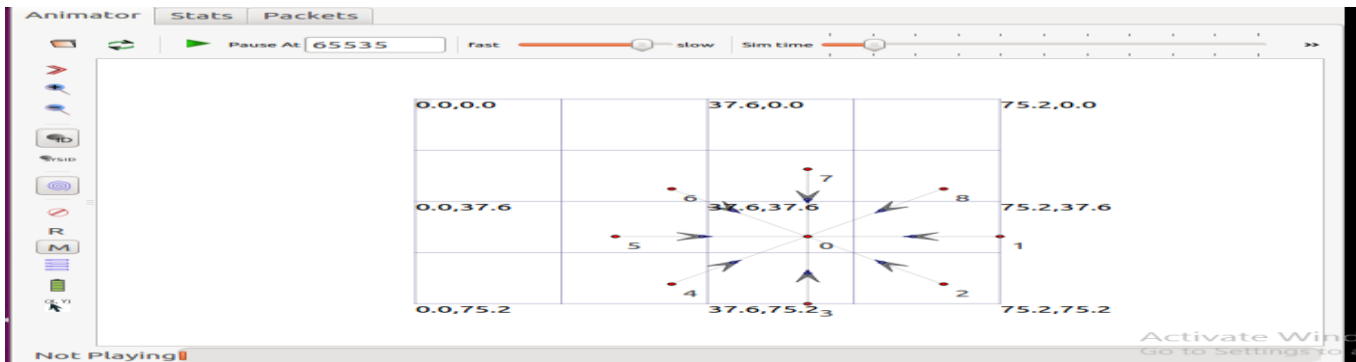 Animator Stats Packets
Pause At 65535 fast slow Sim time
ID
SYSID
R
M
0.0,0.0 37.6,0.0 75.2,0.0
7
6 8
0.0,37.6 37.6,37.6 75.2,37.6
5 0 1
4 2
0.0,75.2 37.6,75.2 3 75.2,75.2
Not Playing
Activate Wind
Go to Settings to a